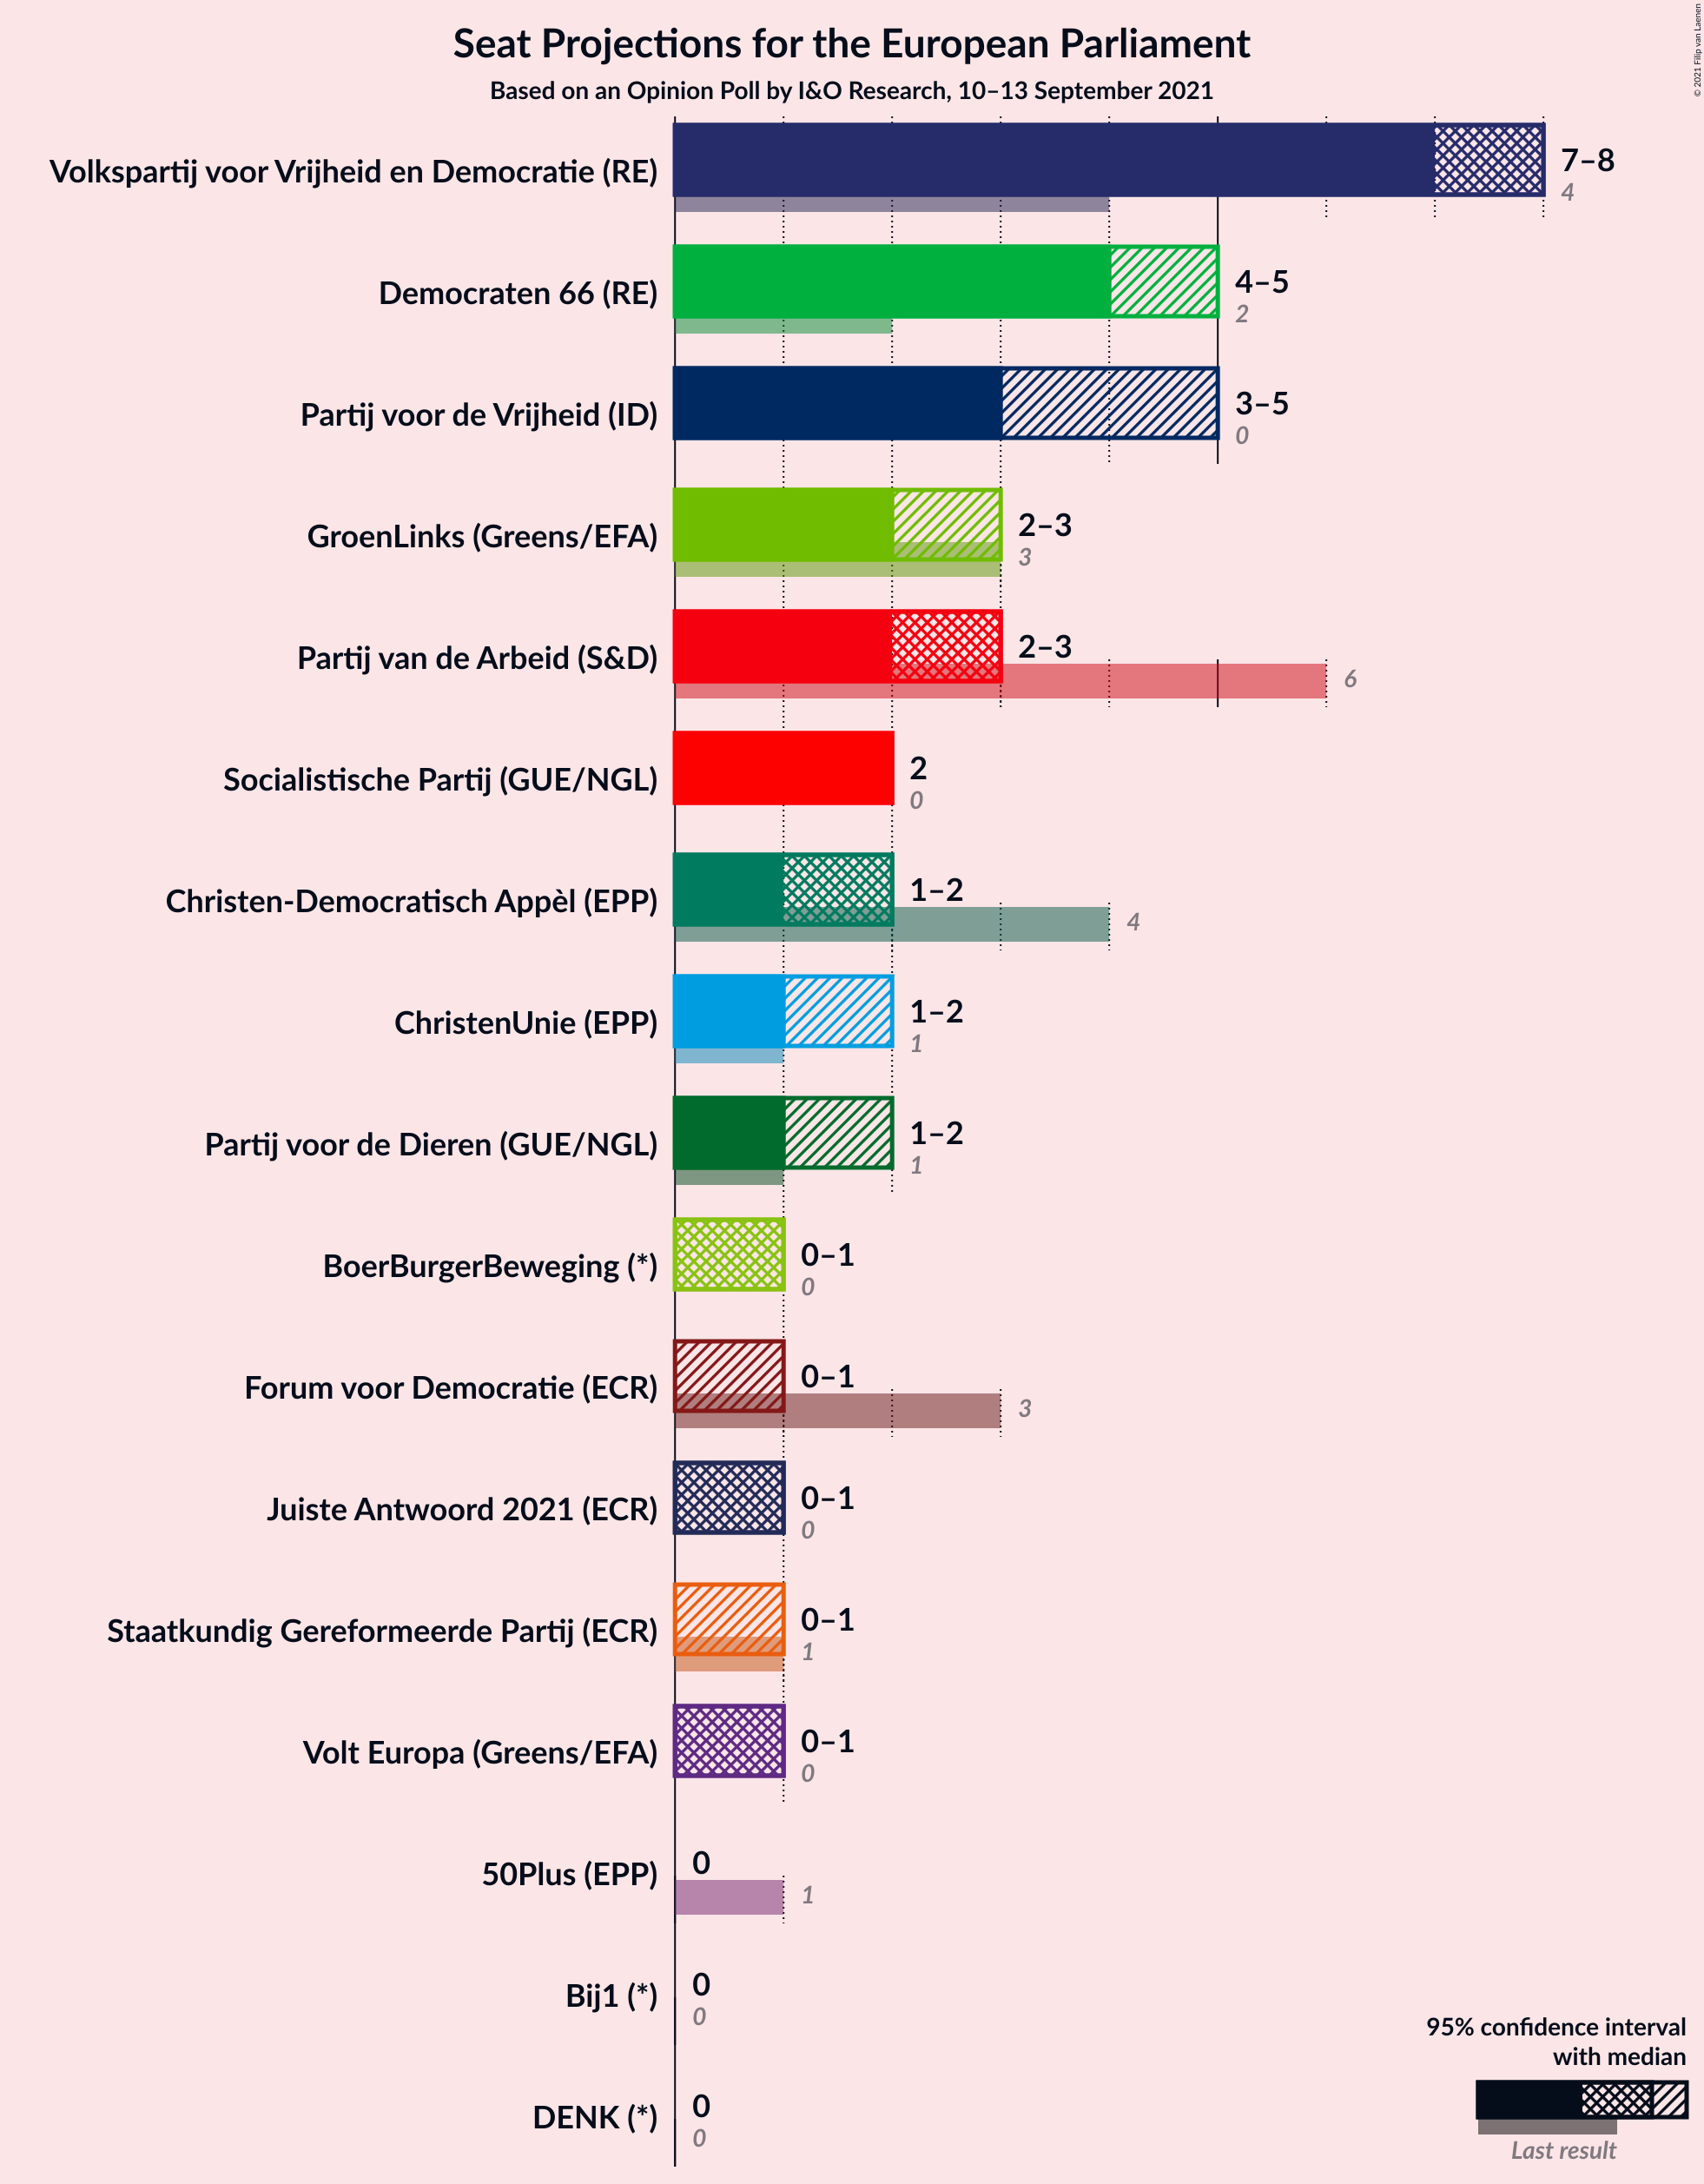 Seat Projections for the European Parliament
Based on an Opinion Poll by I&O Research, 10–13 September 2021
© 2021 Filip van Laenen
Volkspartij voor Vrijheid en Democratie (RE)
7–8
4
Democraten 66 (RE)
4–5
2
Partij voor de Vrijheid (ID)
3–5
0
GroenLinks (Greens/EFA)
2–3
3
Partij van de Arbeid (S&D)
2–3
6
Socialistische Partij (GUE/NGL)
2
0
Christen-Democratisch Appèl (EPP)
1–2
4
ChristenUnie (EPP)
1–2
1
Partij voor de Dieren (GUE/NGL)
1–2
1
BoerBurgerBeweging (*)
0–1
0
Forum voor Democratie (ECR)
0–1
3
Juiste Antwoord 2021 (ECR)
0–1
0
Staatkundig Gereformeerde Partij (ECR)
0–1
1
Volt Europa (Greens/EFA)
0–1
0
50Plus (EPP)
0
1
Bij1 (*)
0
0
DENK (*)
0
0
95% confidence interval
with median
Last result